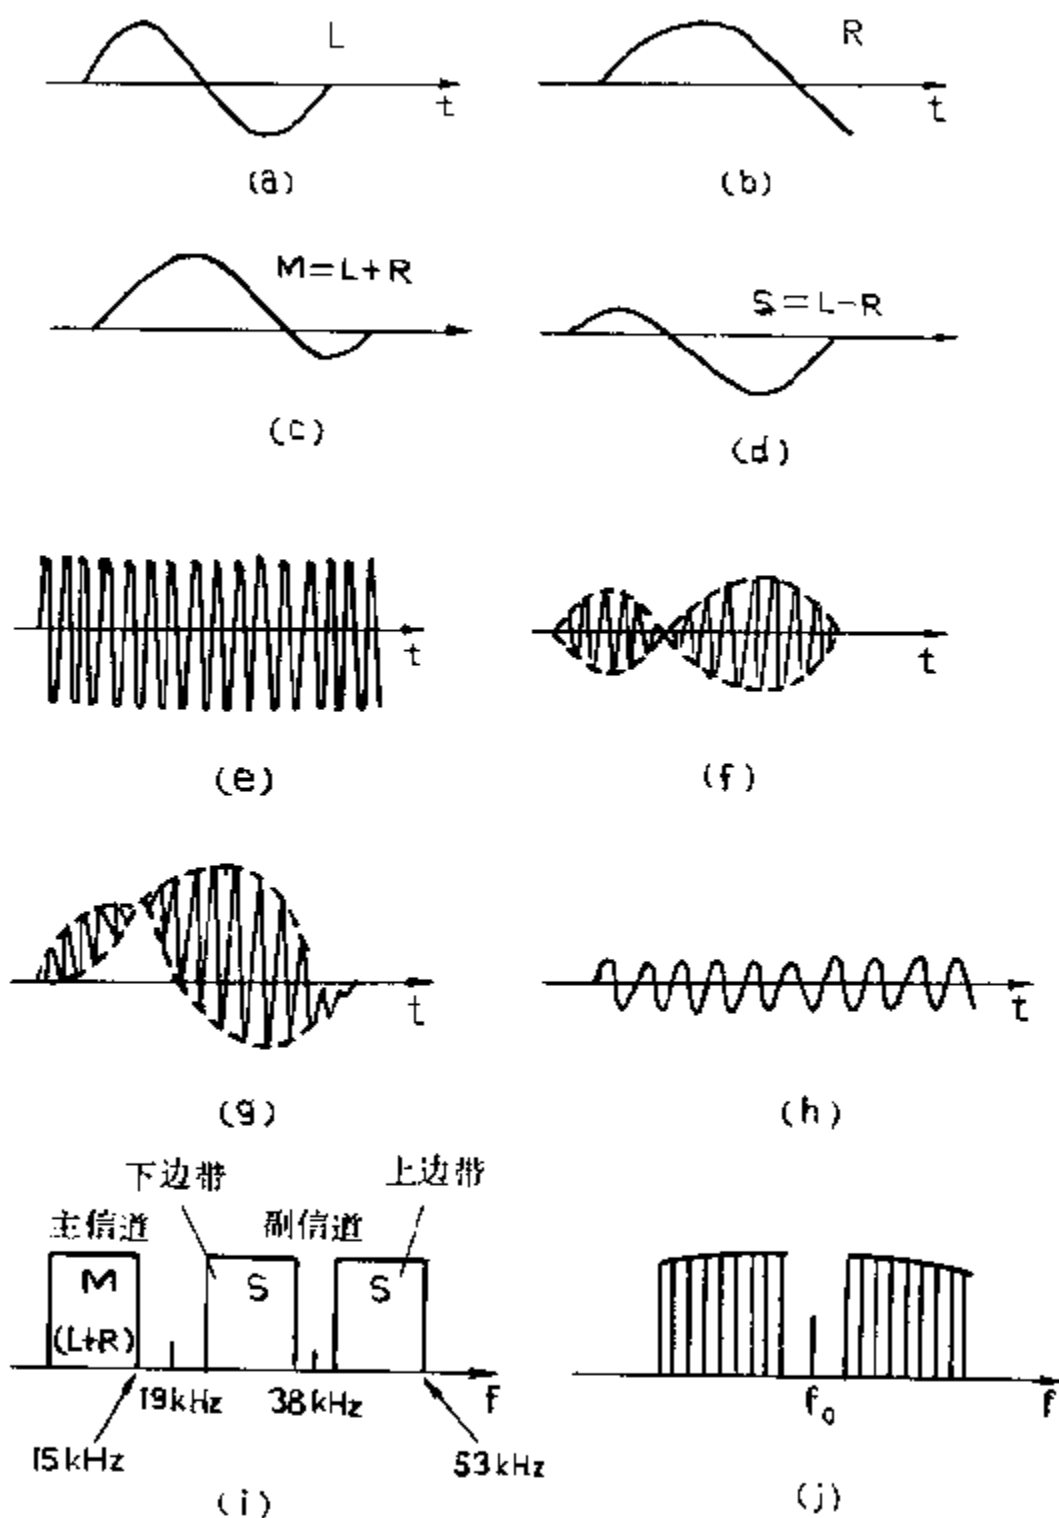 L
R
t
t
(a)
(b)
M=L+R
S=L-R
(c)
(d)
t
t
(e)
(f)
t
t
(g)
(h)
下边带
上边带
主信道
副信道
M
S
S
(L+R)
19kHz
38kHz
f
f₀
f
15kHz
53kHz
(i)
(j)